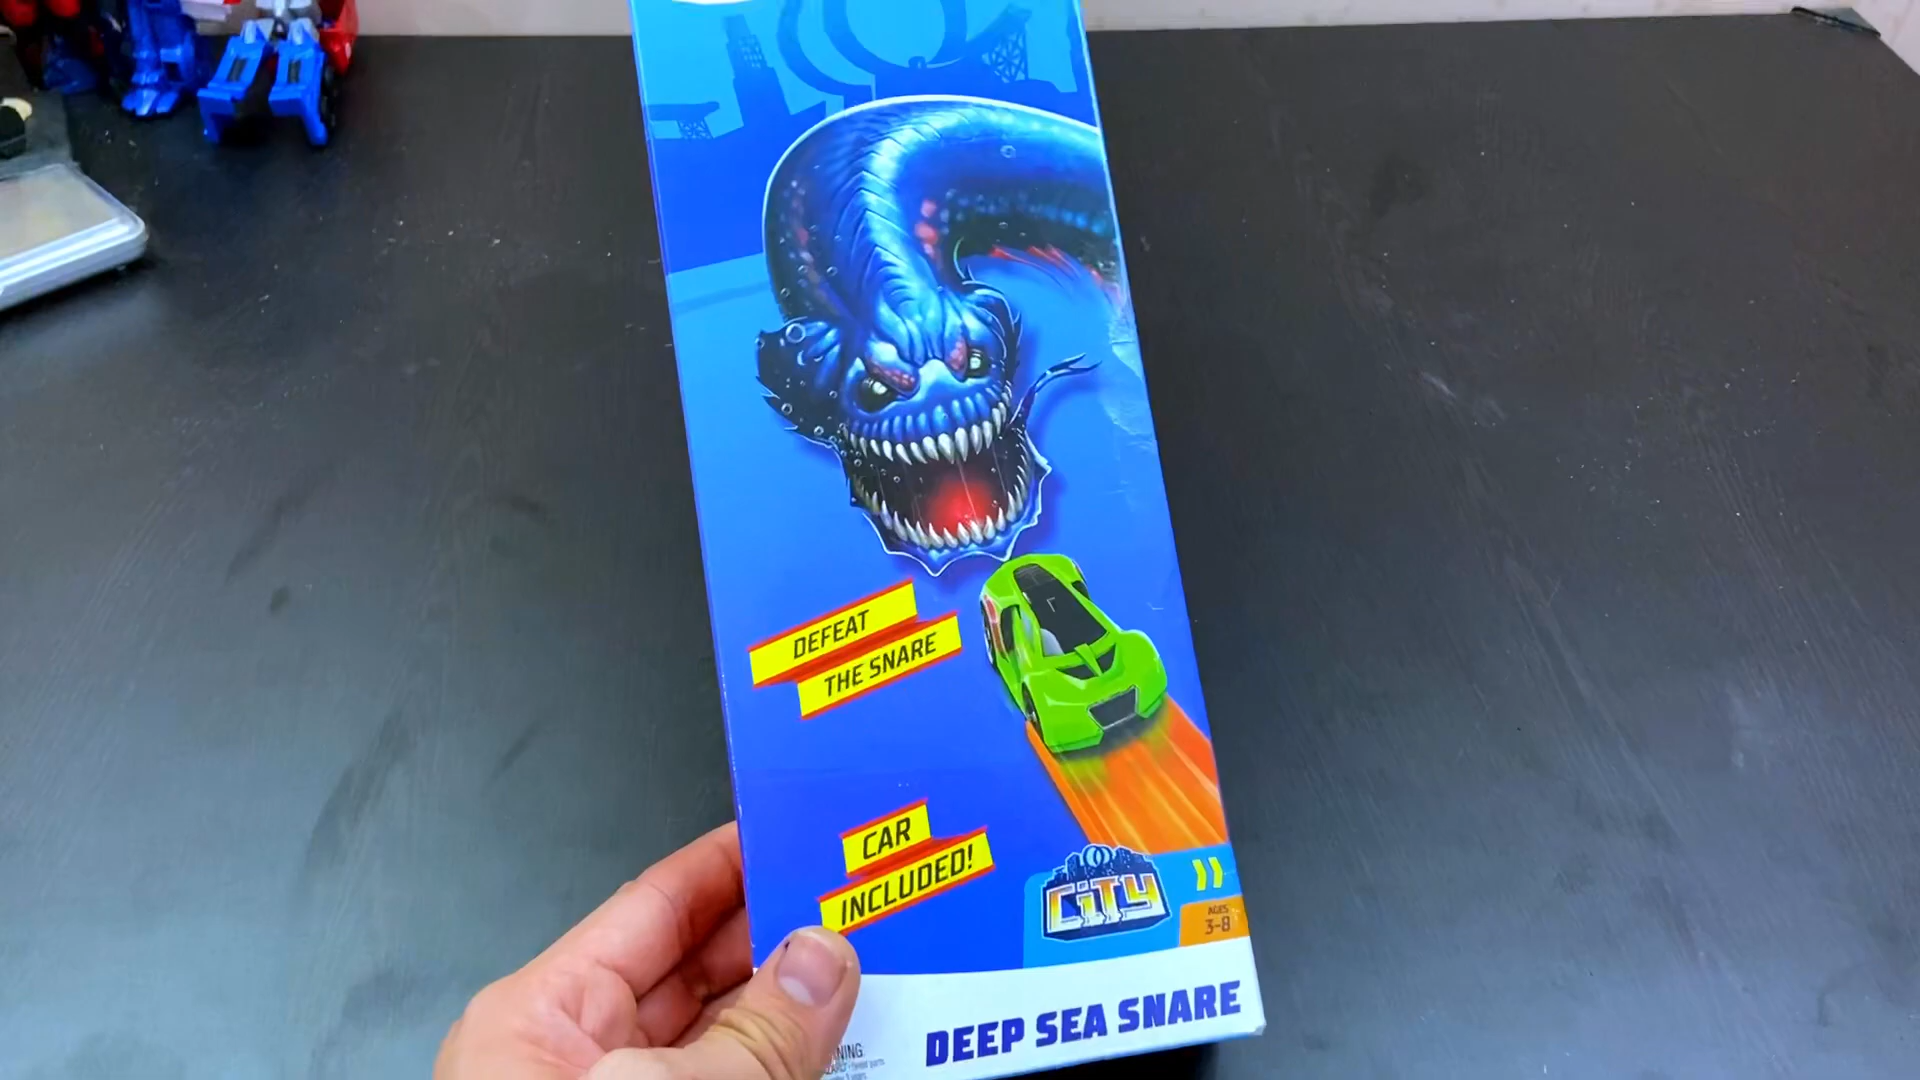 DEFEAT
THE SNARE
CAR
INCLUDED!
CITY
AGES
3-8
DEEP SEA SNARE